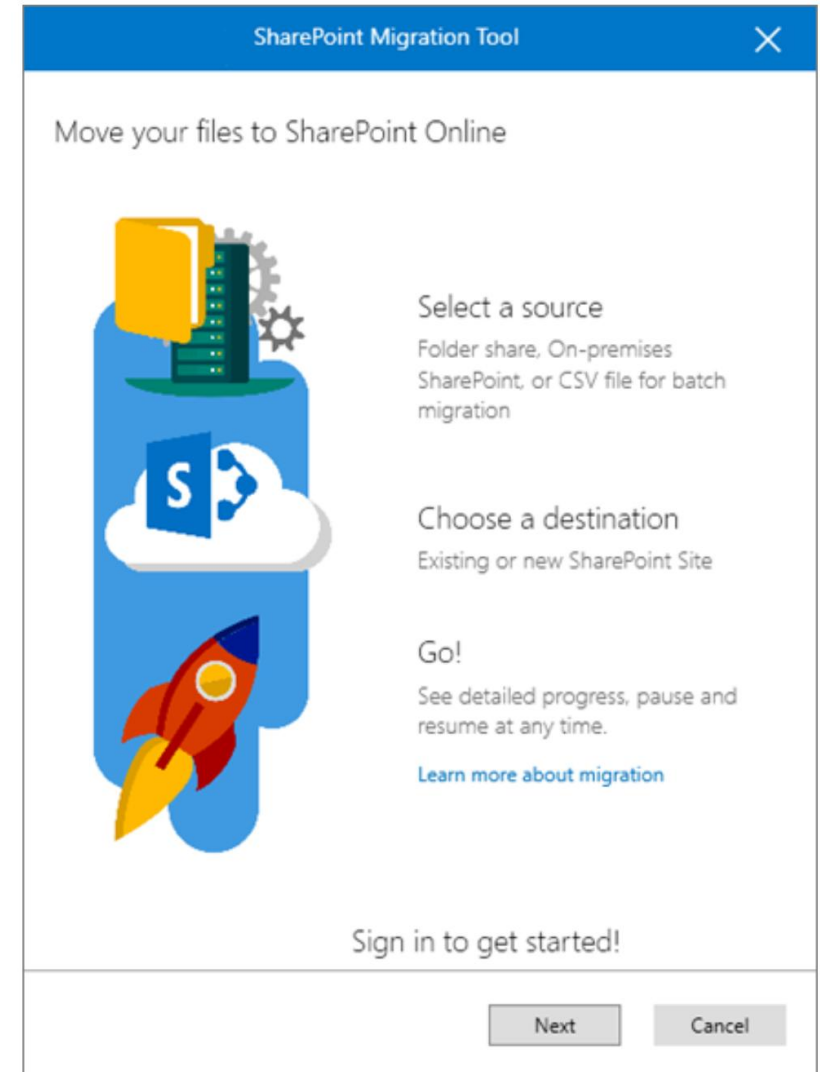 SharePoint Migration Tool
Move your files to SharePoint Online
Select a source
Folder share, On-premises
SharePoint, or CSV file for batch
migration
S
Choose a destination
Existing or new SharePoint Site
Go!
See detailed progress, pause and
resume at any time.
Learn more about migration
Sign in to get started!
Next
Cancel